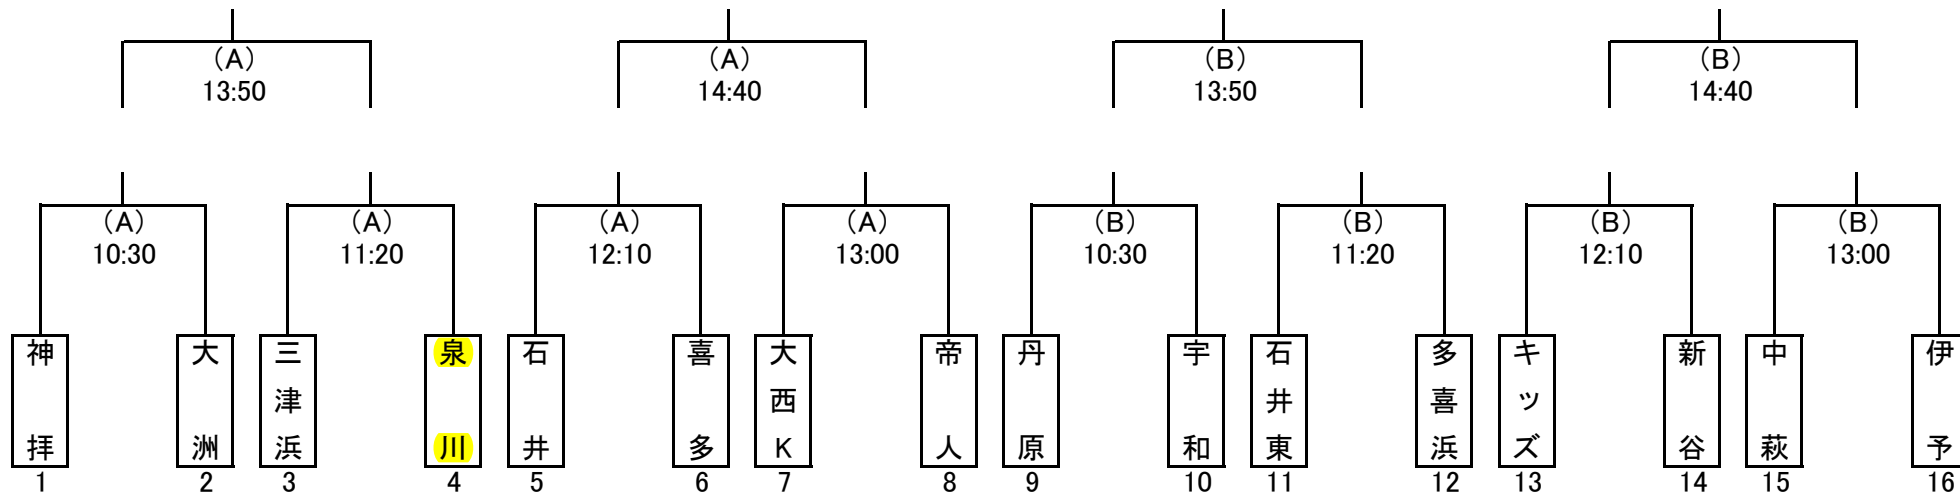 (A) (A) (B) (B)
13:50 14:40 13:50 14:40
(A) (A) (A) (A) (B) (B) (B) (B)
10:30 11:20 12:10 13:00 10:30 11:20 12:10 13:00
神拝
大洲
三津浜
泉川
石井
喜多
大西K
帝人
丹原
宇和
石井東
多喜浜
キッズ
新谷
中萩
伊予
1 2 3 4 5 6 7 8 9 10 11 12 13 14 15 16